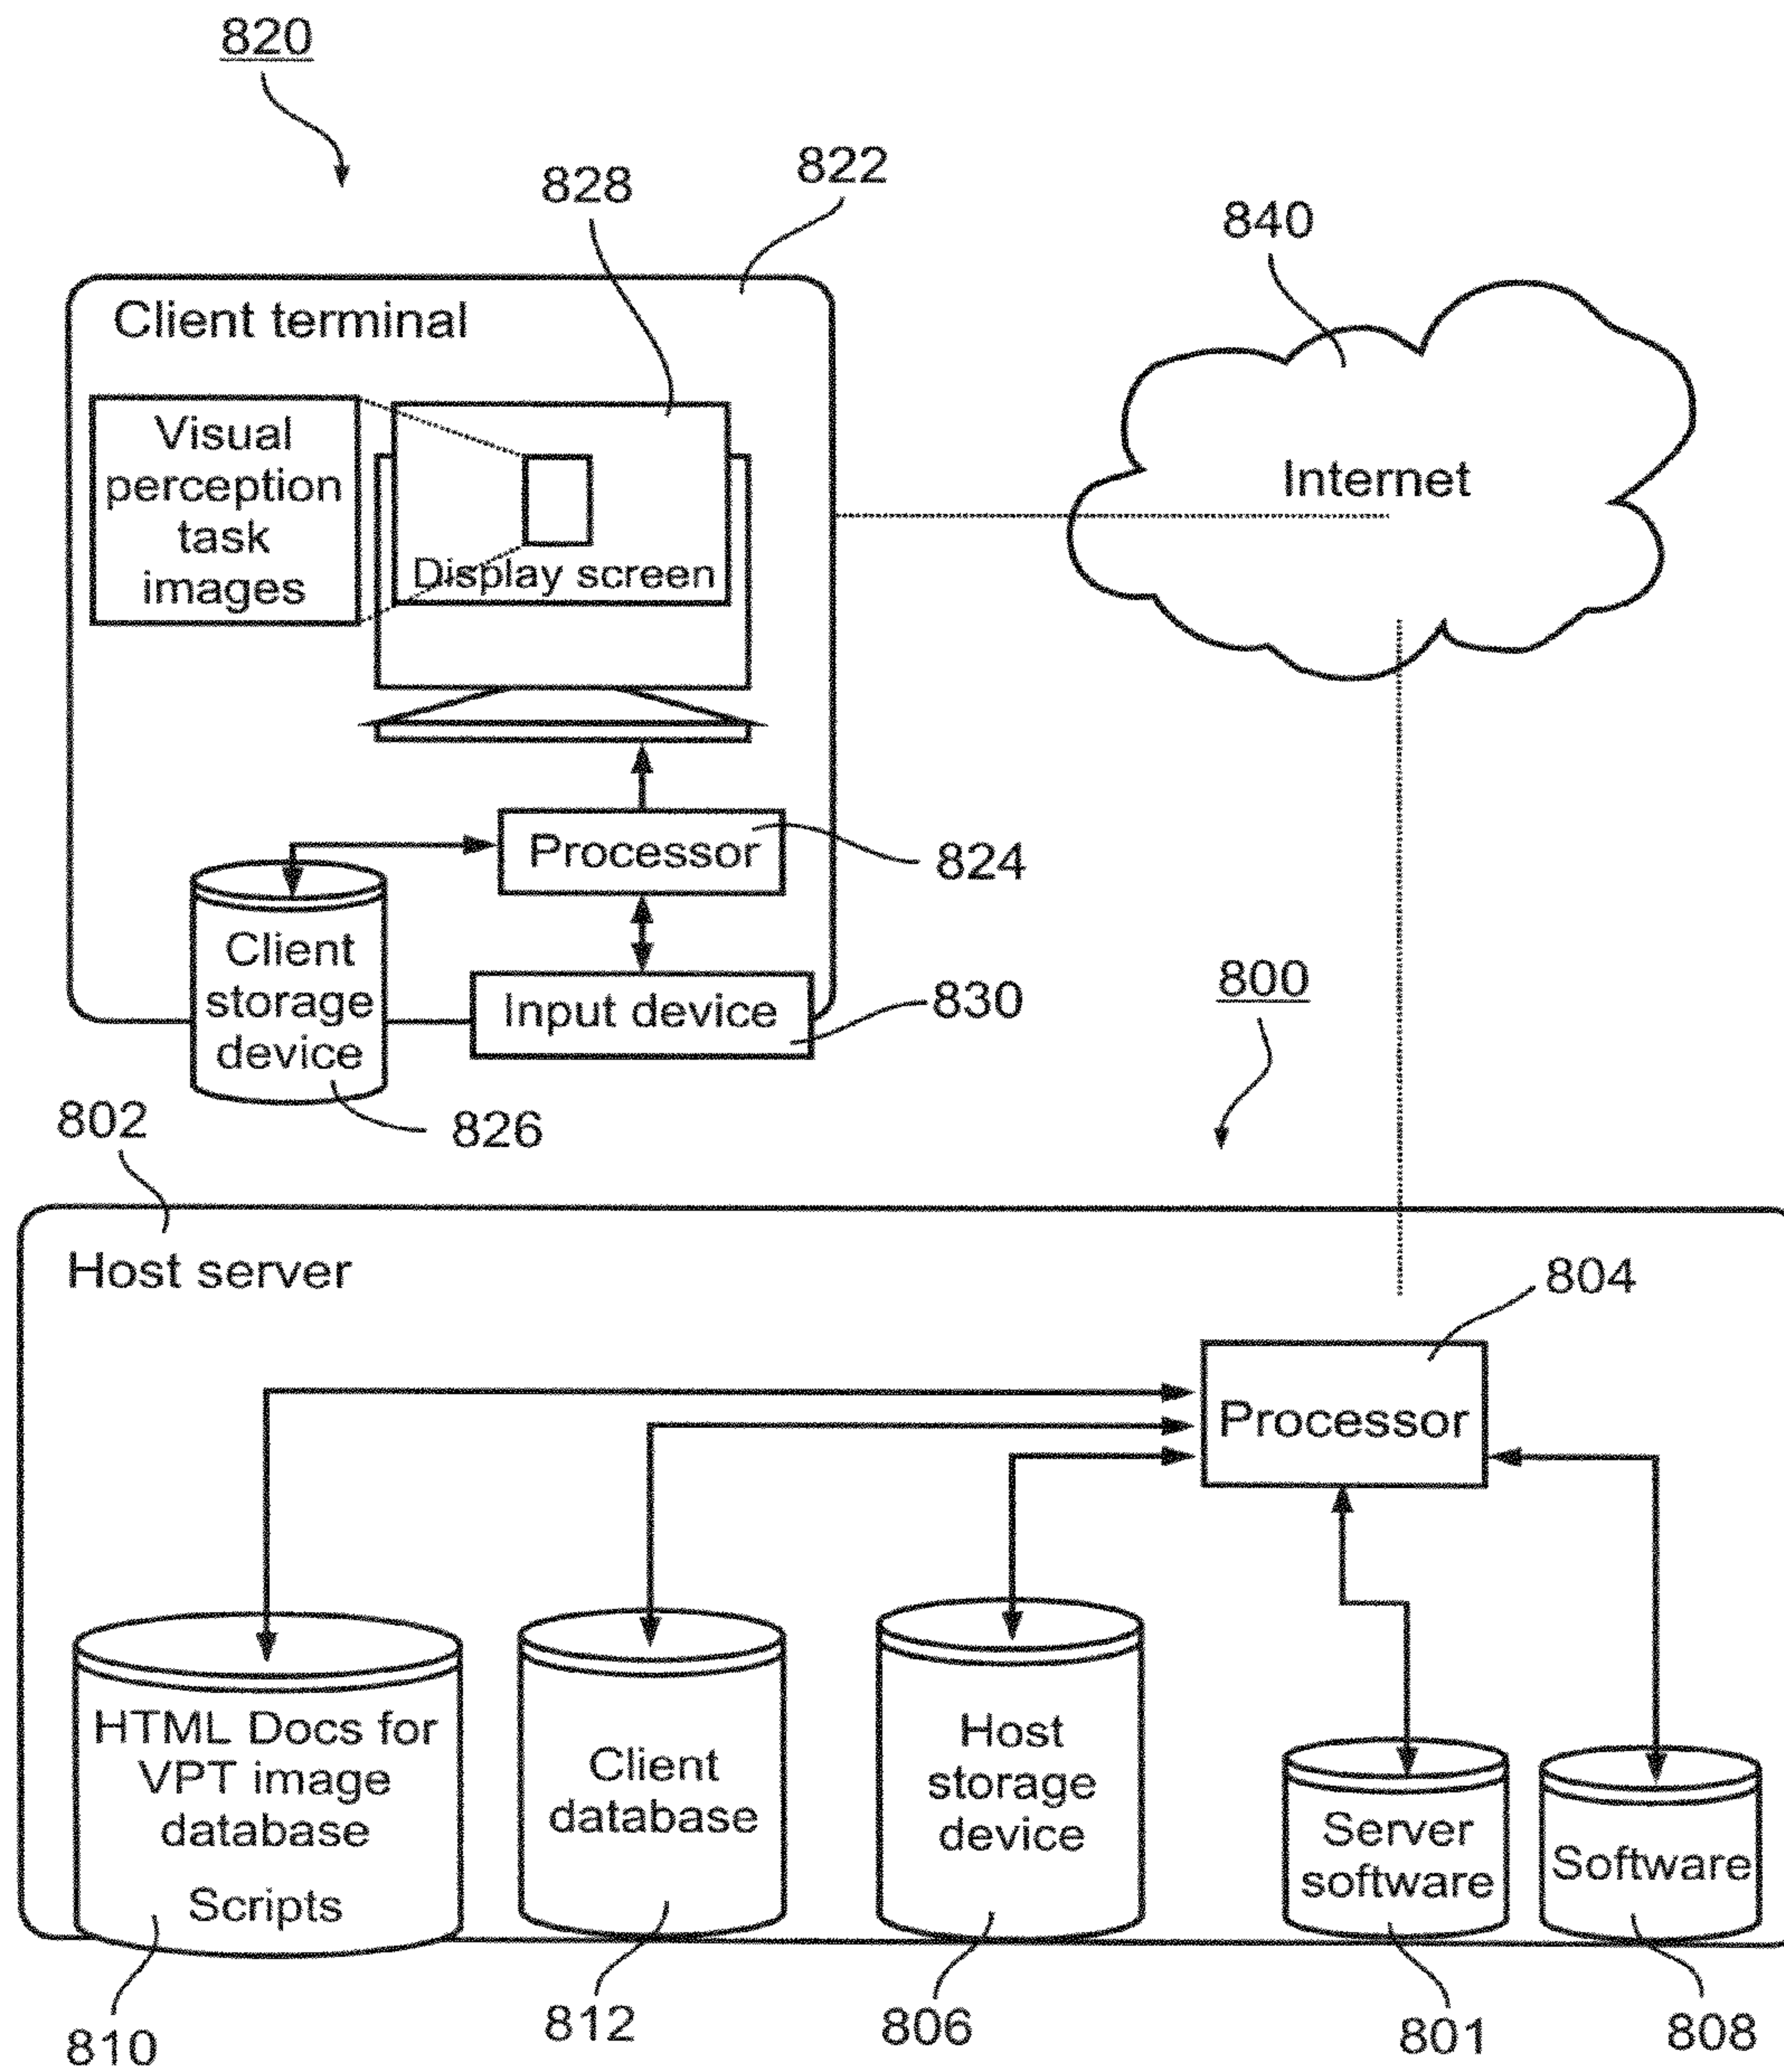 820
822
828
840
Client terminal
Visual
perception
task
images
Display screen
Internet
Processor
824
Client
storage
device
Input device
830
800
826
802
Host server
804
Processor
HTML Docs for
VPT image
database
Scripts
Client
database
Host
storage
device
Server
software
Software
810
812
806
801
808